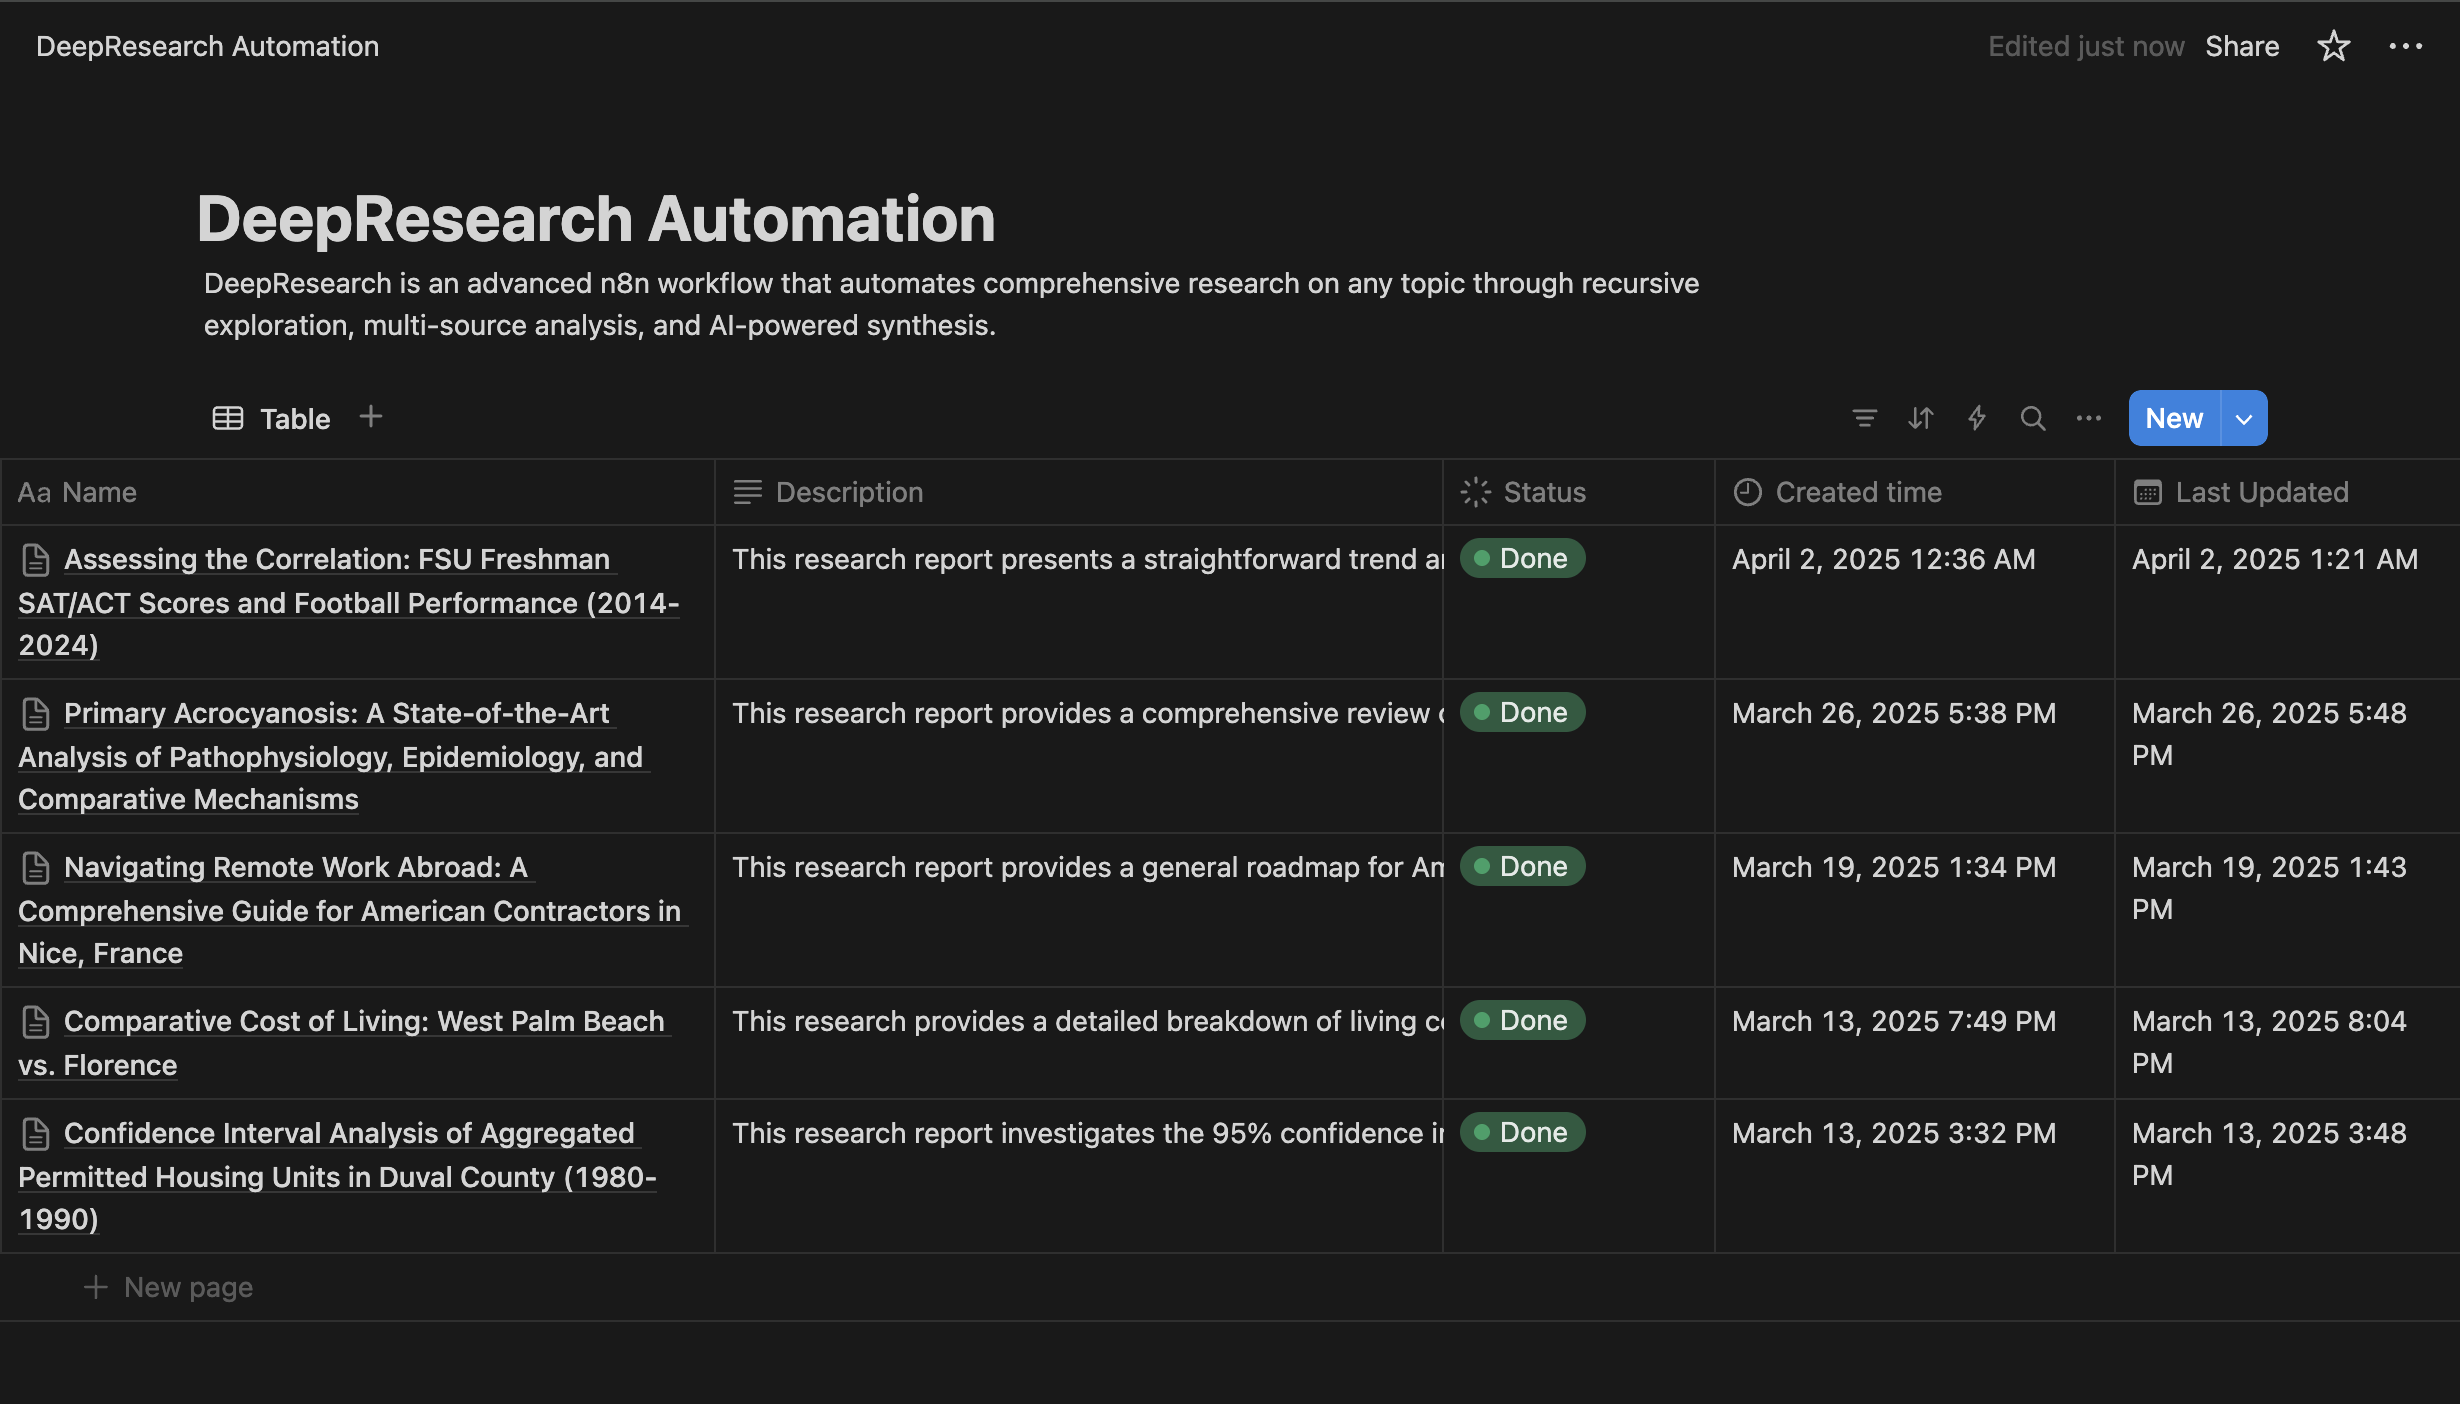 DeepResearch Automation
Edited just now
Share
DeepResearch Automation
DeepResearch is an advanced n8n workflow that automates comprehensive research on any topic through recursive
exploration, multi-source analysis, and AI-powered synthesis.
Table
New
Aa Name
Description
Status
Created time
Last Updated
Assessing the Correlation: FSU Freshman
SAT/ACT Scores and Football Performance (2014-
2024)
This research report presents a straightforward trend
Done
April 2, 2025 12:36 AM
April 2, 2025 1:21 AM
Primary Acrocyanosis: A State-of-the-Art
Analysis of Pathophysiology, Epidemiology, and
Comparative Mechanisms
This research report provides a comprehensive review
Done
March 26, 2025 5:38 PM
March 26, 2025 5:48
PM
Navigating Remote Work Abroad: A
Comprehensive Guide for American Contractors in
Nice, France
This research report provides a general roadmap for
Done
March 19, 2025 1:34 PM
March 19, 2025 1:43
PM
Comparative Cost of Living: West Palm Beach
vs. Florence
This research provides a detailed breakdown of living
Done
March 13, 2025 7:49 PM
March 13, 2025 8:04
PM
Confidence Interval Analysis of Aggregated
Permitted Housing Units in Duval County (1980-
1990)
This research report investigates the 95% confidence
Done
March 13, 2025 3:32 PM
March 13, 2025 3:48
PM
New page